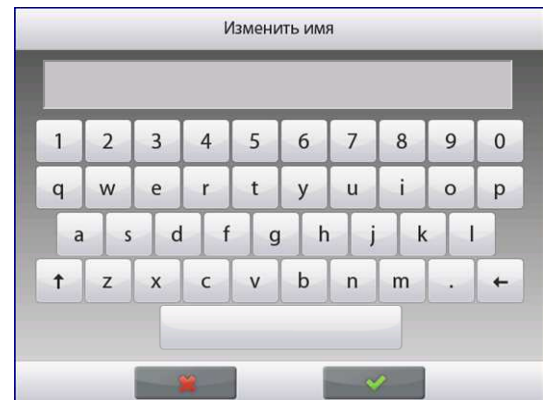 Изменить имя
1 2 3 4 5 6 7 8 9 0
q w e r t y u i o p
a s d f g h j k l
↑ z x c v b n m . ←